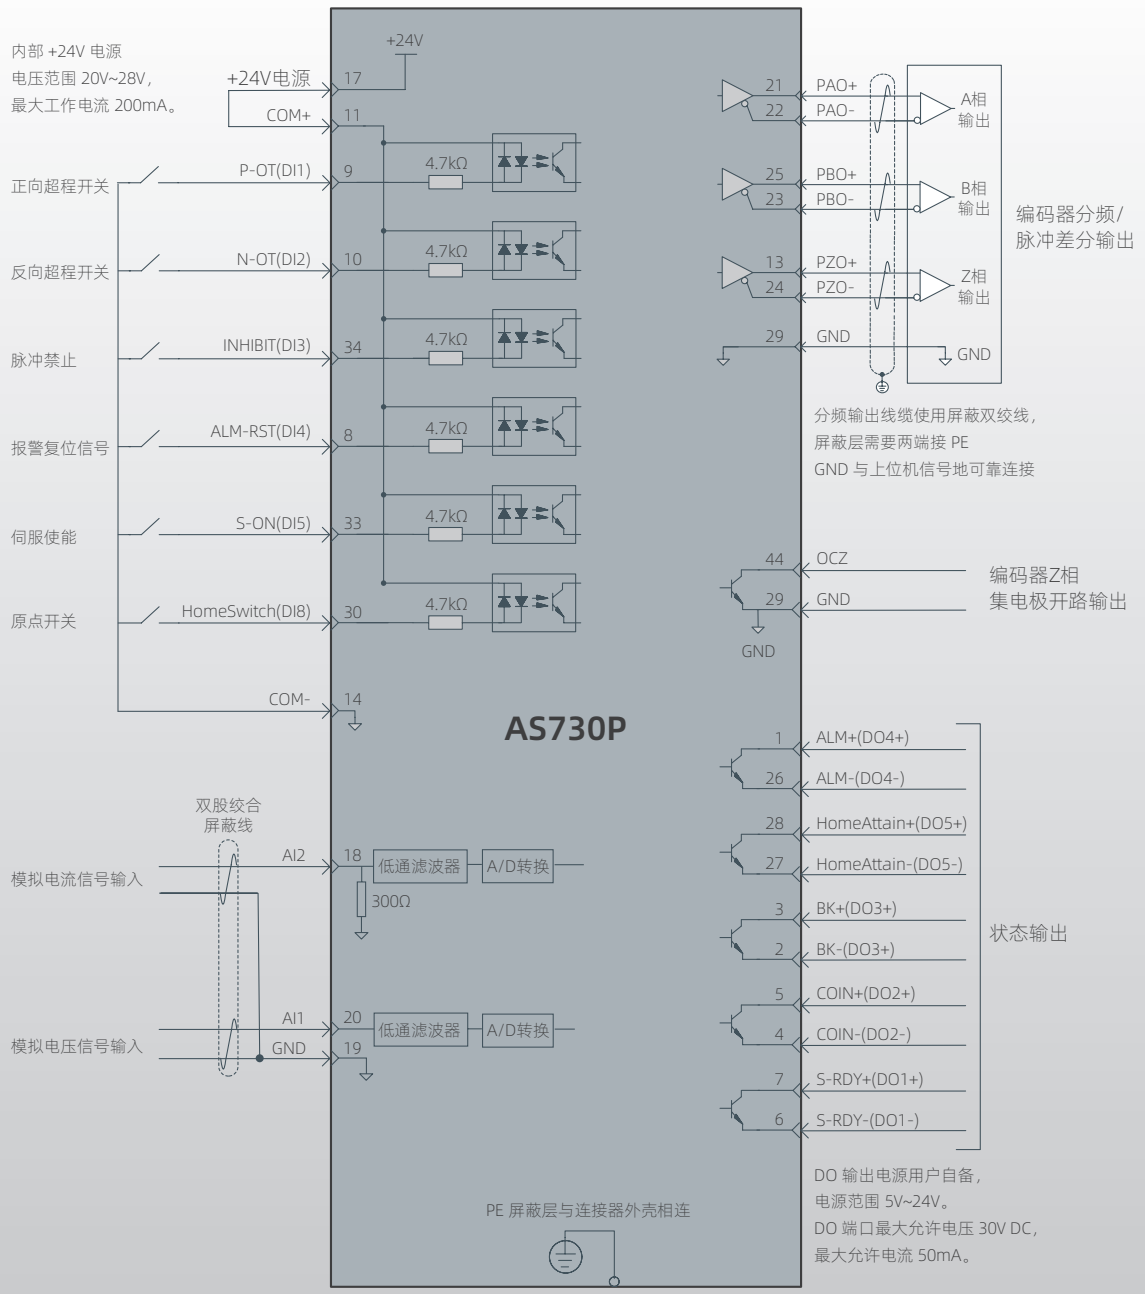 内部 +24V 电源
电压范围 20V~28V，
最大工作电流 200mA。
+24V
+24V电源
17
COM+
11
正向超程开关
P-OT(DI1)
9
4.7kΩ
反向超程开关
N-OT(DI2)
10
4.7kΩ
脉冲禁止
INHIBIT(DI3)
34
4.7kΩ
报警复位信号
ALM-RST(DI4)
8
4.7kΩ
伺服使能
S-ON(DI5)
33
4.7kΩ
原点开关
HomeSwitch(DI8)
30
4.7kΩ
COM-
14
AS730P
双股绞合
屏蔽线
模拟电流信号输入
AI2
18
低通滤波器
A/D转换
300Ω
模拟电压信号输入
AI1
20
低通滤波器
A/D转换
GND
19
PE 屏蔽层与连接器外壳相连
21
PAO+
22
PAO-
A相
输出
25
PBO+
23
PBO-
B相
输出
13
PZO+
24
PZO-
Z相
输出
29
GND
GND
编码器分频/
脉冲差分输出
分频输出线缆使用屏蔽双绞线，
屏蔽层需要两端接 PE
GND 与上位机信号地可靠连接
44
OCZ
29
GND
GND
编码器Z相
集电极开路输出
1
ALM+(DO4+)
26
ALM-(DO4-)
28
HomeAttain+(DO5+)
27
HomeAttain-(DO5-)
3
BK+(DO3+)
2
BK-(DO3+)
5
COIN+(DO2+)
4
COIN-(DO2-)
7
S-RDY+(DO1+)
6
S-RDY-(DO1-)
状态输出
DO 输出电源用户自备，
电源范围 5V~24V。
DO 端口最大允许电压 30V DC，
最大允许电流 50mA。